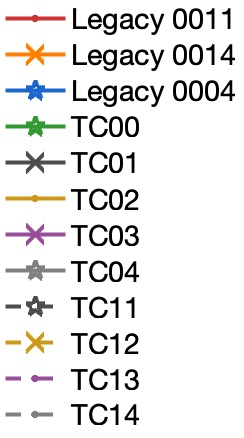 Legacy 0011
Legacy 0014
Legacy 0004
TC00
TC01
TC02
TC03
TC04
TC11
TC12
TC13
TC14